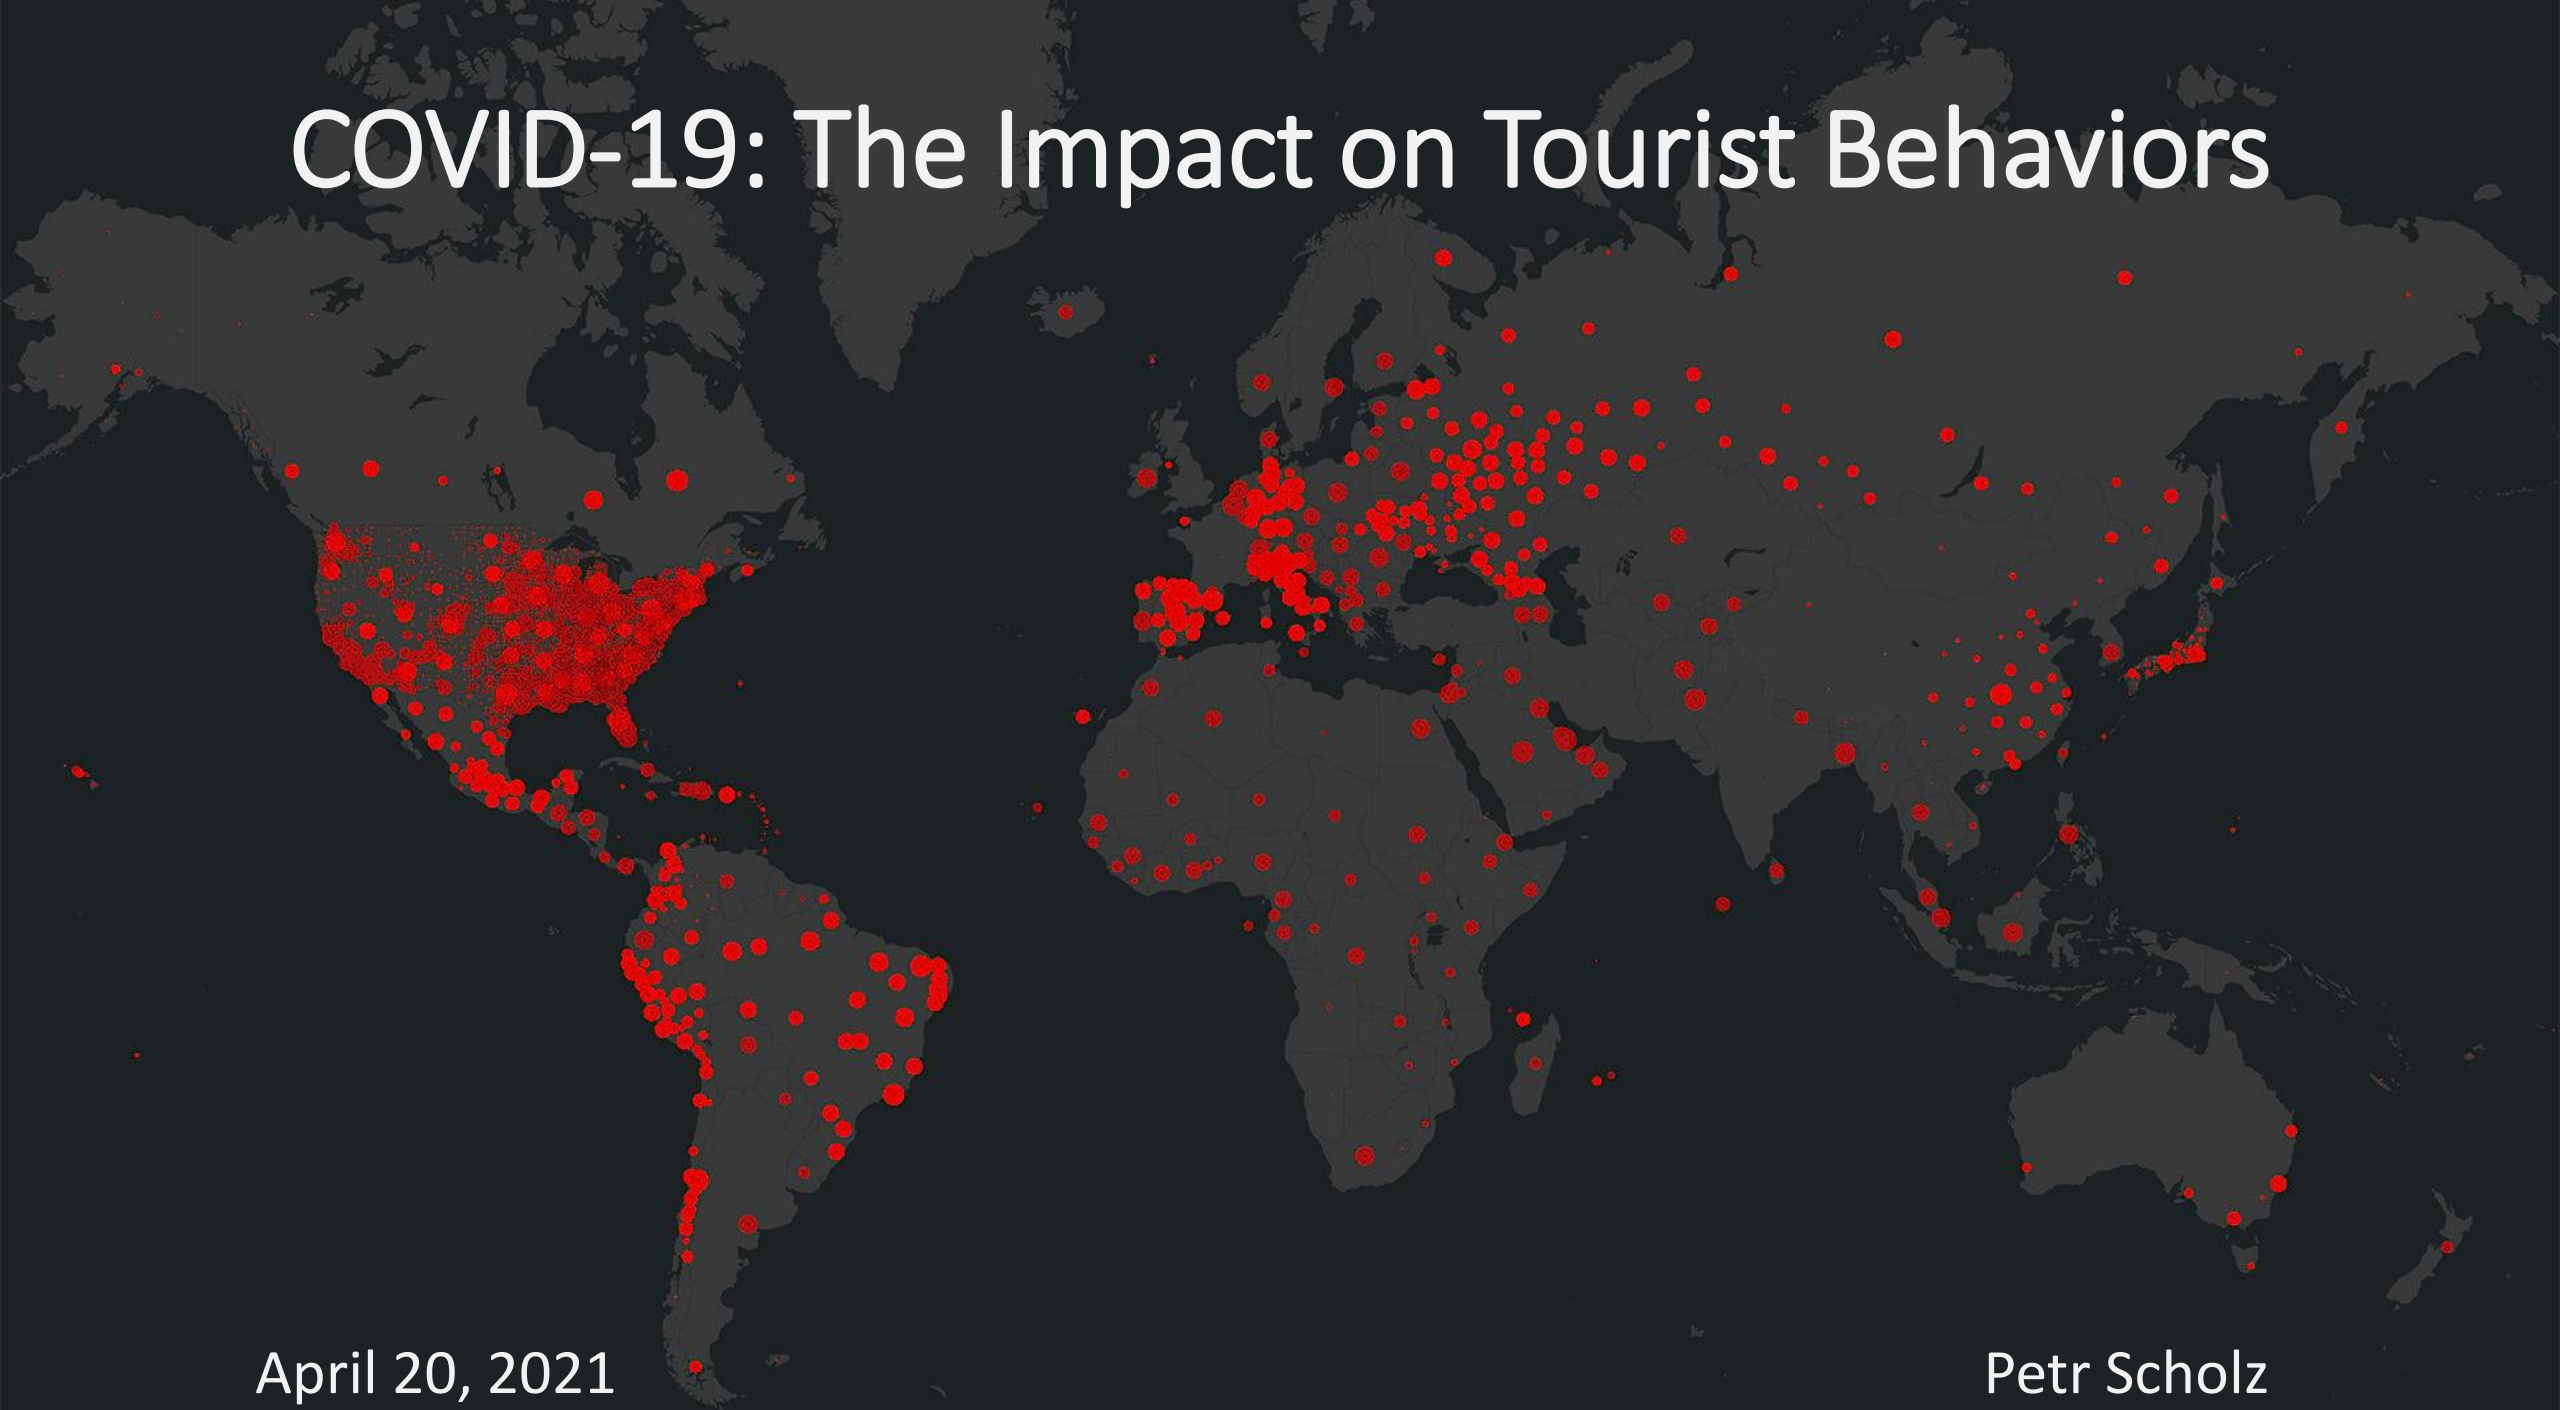 COVID-19: The Impact on Tourist Behaviors
April 20, 2021
Petr Scholz